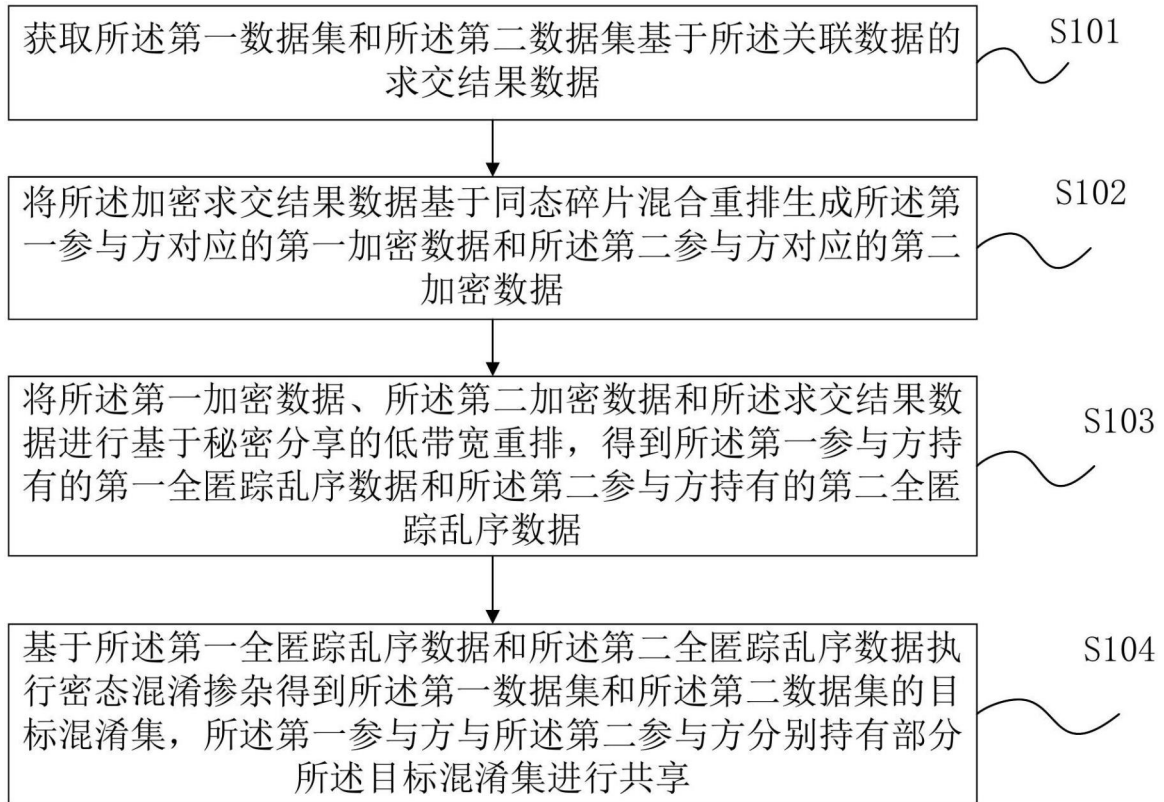 获取所述第一数据集和所述第二数据集基于所述关联数据的
求交结果数据
S101
将所述加密求交结果数据基于同态碎片混合重排生成所述第
一参与方对应的第一加密数据和所述第二参与方对应的第二
加密数据
S102
将所述第一加密数据、所述第二加密数据和所述求交结果数
据进行基于秘密分享的低带宽重排，得到所述第一参与方持
有的第一全匿踪乱序数据和所述第二参与方持有的第二全匿
踪乱序数据
S103
基于所述第一全匿踪乱序数据和所述第二全匿踪乱序数据执
行密态混淆掺杂得到所述第一数据集和所述第二数据集的目
标混淆集，所述第一参与方与所述第二参与方分别持有部分
所述目标混淆集进行共享
S104